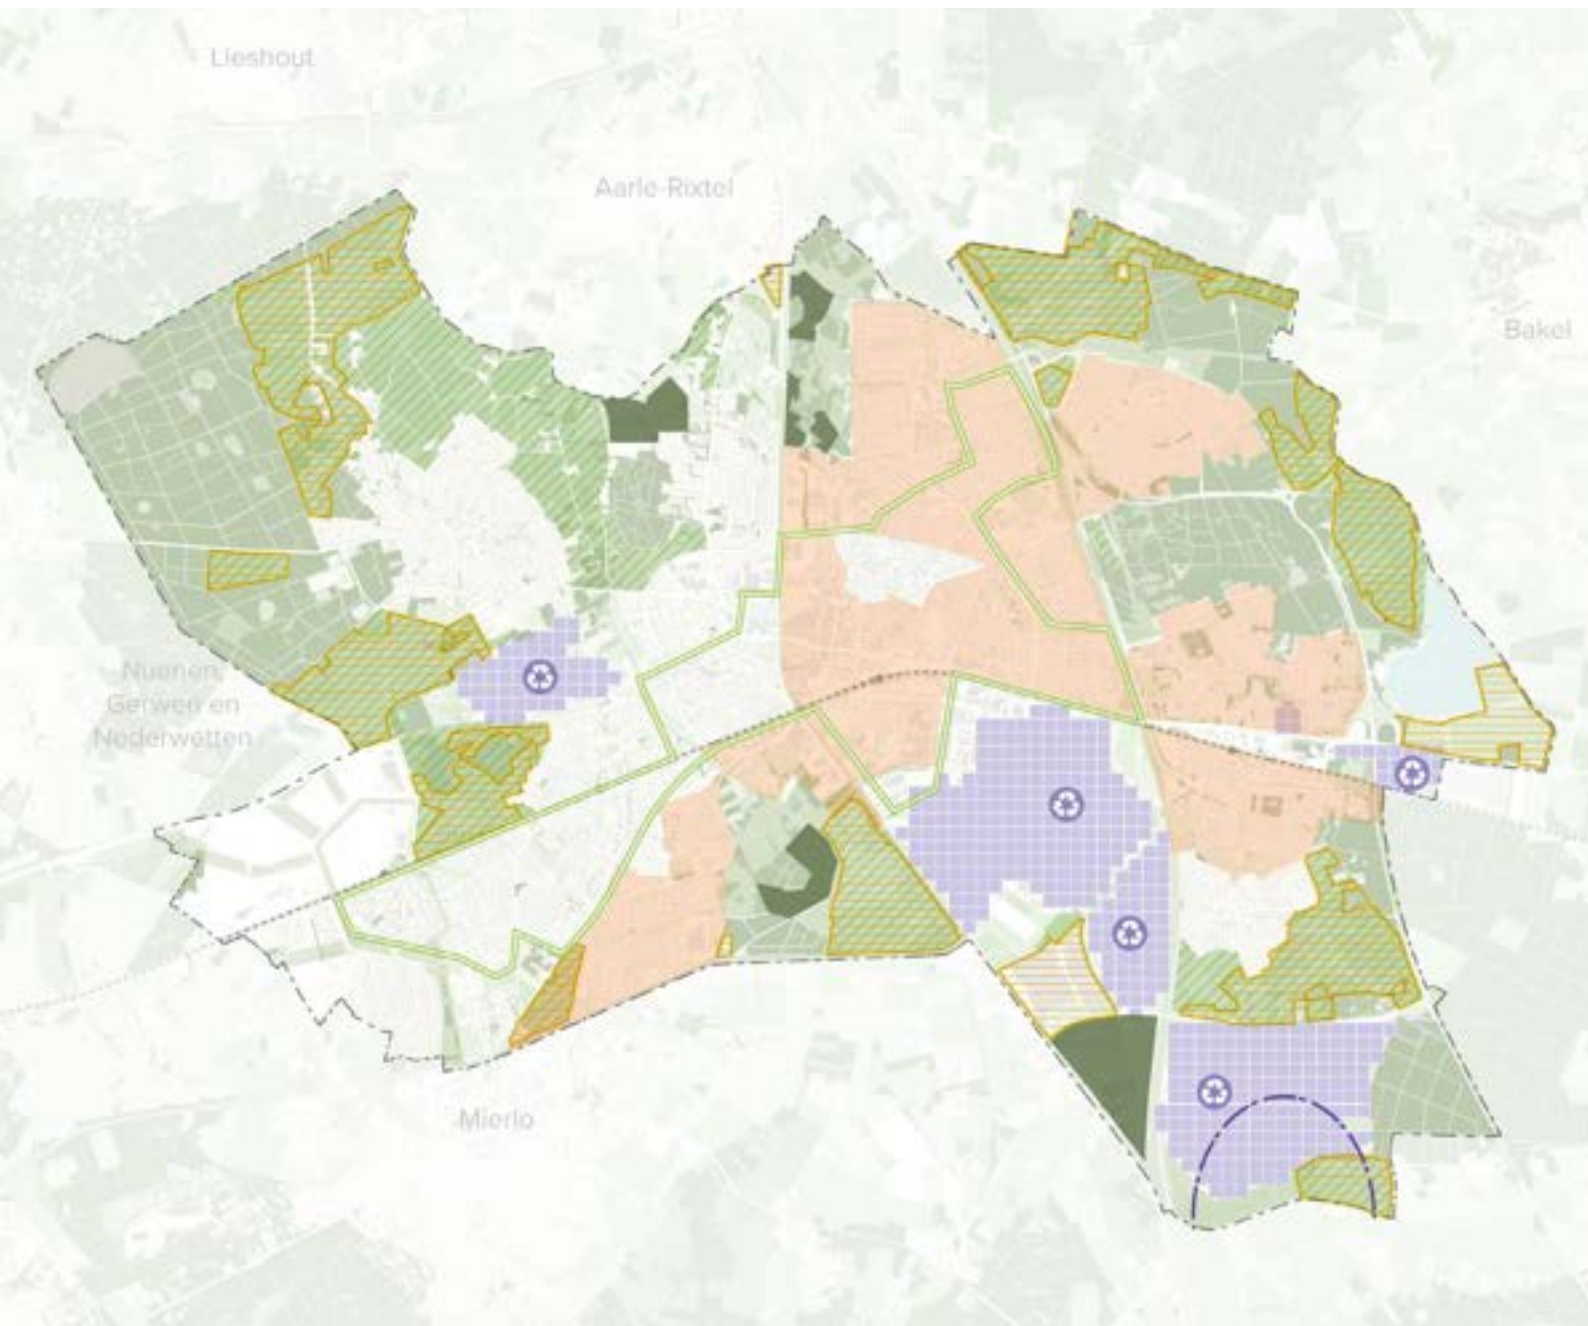 Lieshout
Aarle-Rixtel
Bakel
Nuenen,
Gerwen en
Nederwetten
Mierlo